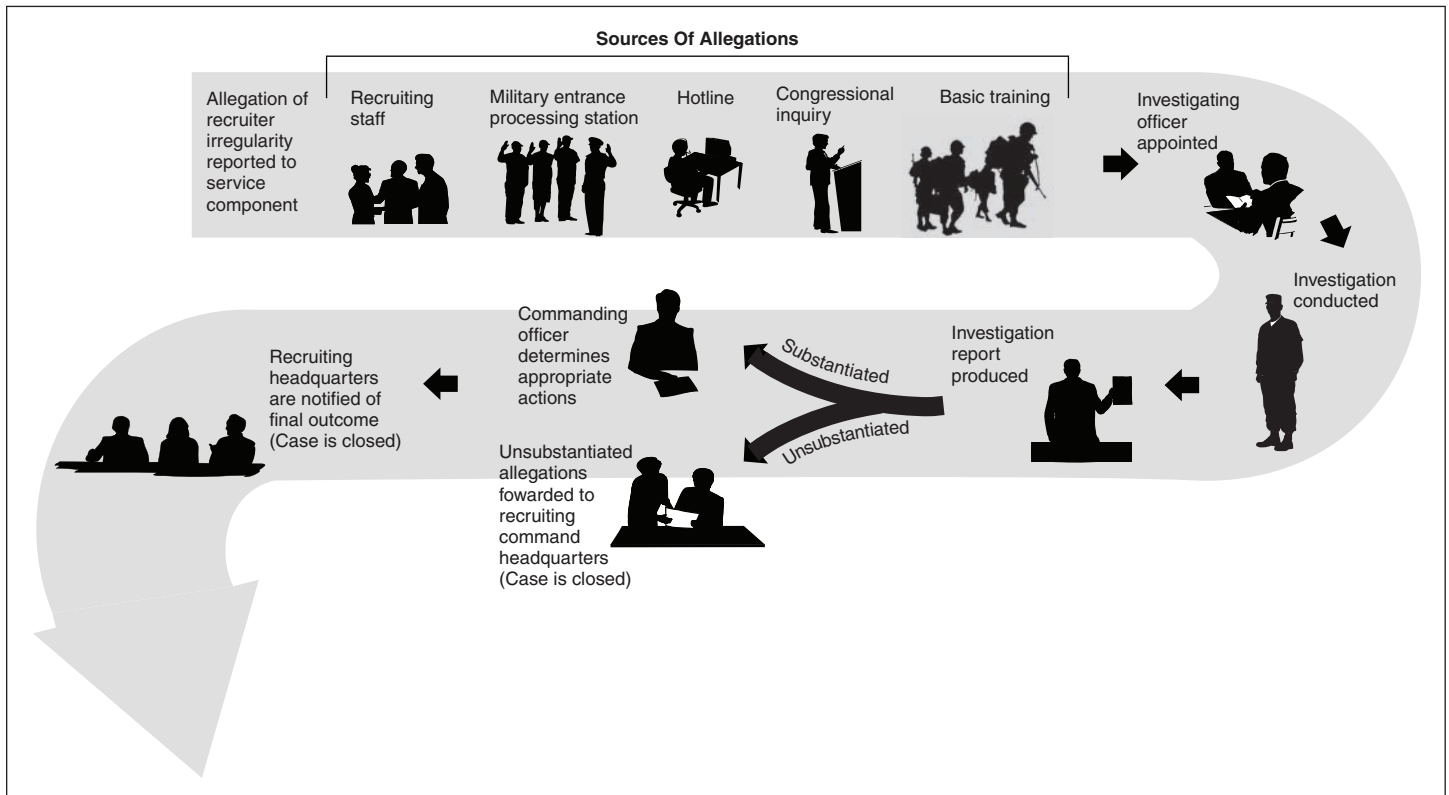 Sources Of Allegations
Allegation of
recruiter
irregularity
reported to
service
component
Recruiting
staff
Military entrance
processing station
Hotline
Congressional
inquiry
Basic training
Investigating
officer
appointed
Investigation
conducted
Investigation
report
produced
Substantiated
Unsubstantiated
Commanding
officer
determines
appropriate
actions
Unsubstantiated
allegations
fowarded to
recruiting
command
headquarters
(Case is closed)
Recruiting
headquarters
are notified of
final outcome
(Case is closed)